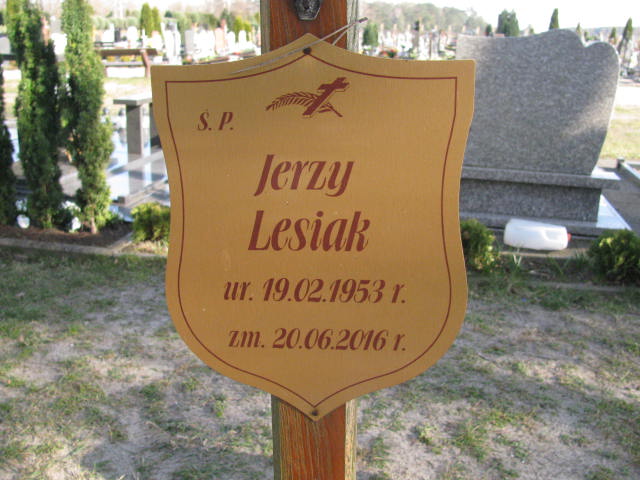 Ś. P.
Jerzy
Lesiak
ur. 19.02.1953 r.
zm. 20.06.2016 r.